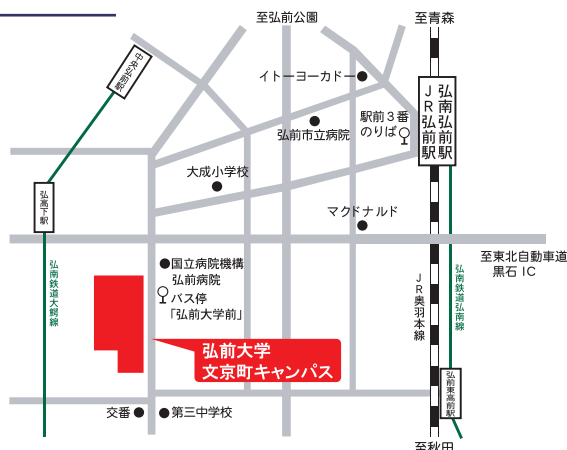 至弘前公園
至青森
中央弘前駅
イトーヨーカドー
弘前市立病院
駅前3番
のりば
弘南弘前駅
JR弘前駅
大成小学校
弘高下駅
マクドナルド
至東北自動車道
黒石 IC
国立病院機構
弘前病院
バス停
「弘前大学前」
弘南鉄道大鰐線
JR奥羽本線
弘南鉄道弘南線
弘前大学
文京町キャンパス
弘前東高前駅
交番
第三中学校
至秋田